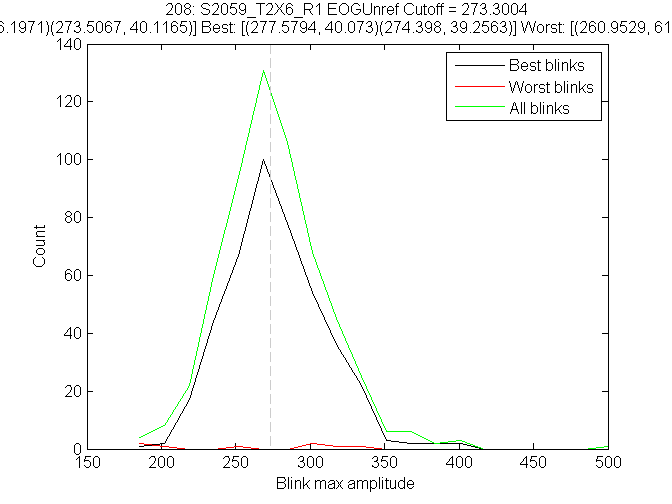 208: S2059_T2X6_R1 EOGUnref Cutoff = 273.3004
6.1971)(273.5067, 40.1165)] Best: [(277.5794, 40.073)(274.398, 39.2563)] Worst: [(260.9529, 61
140
120
100
80
60
40
20
0
Count
Best blinks
Worst blinks
All blinks
150 200 250 300 350 400 450 500
Blink max amplitude